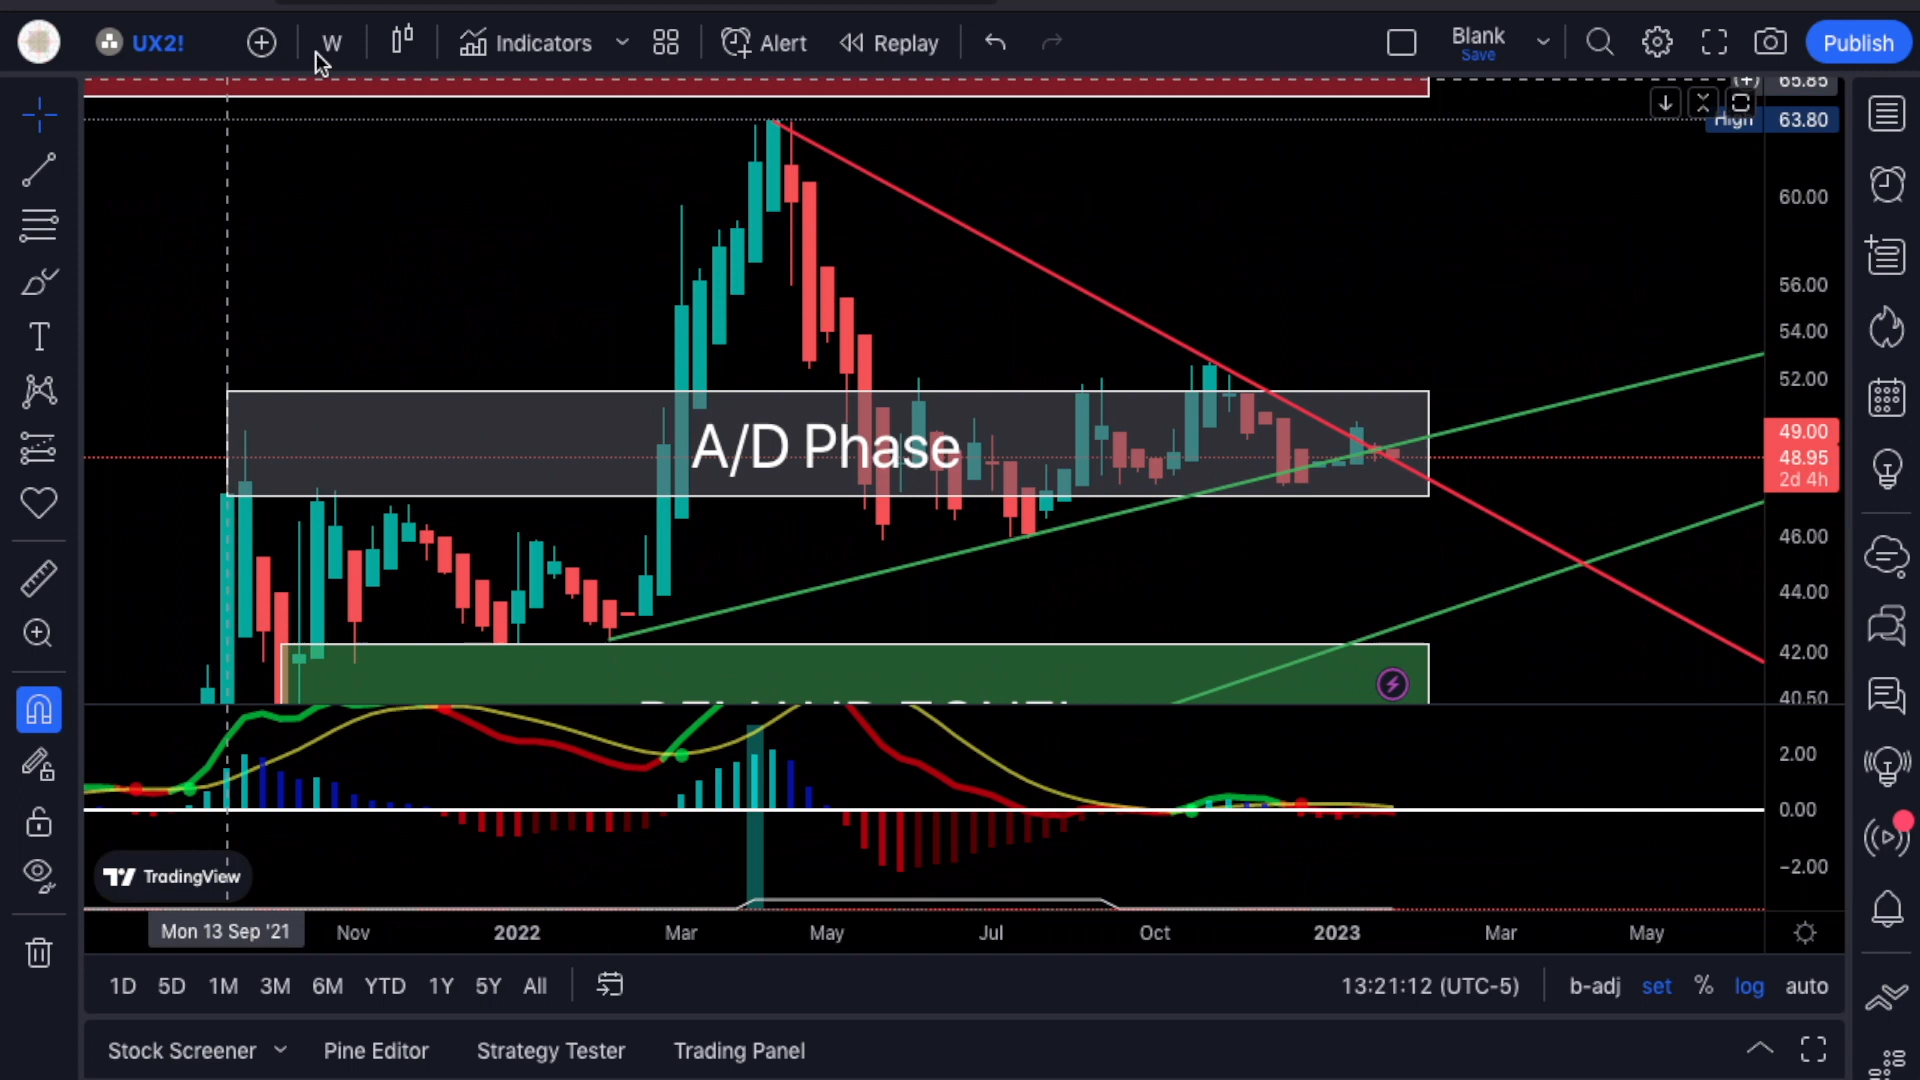 UX2! W Indicators Alert Replay Blank Save Publish
65.85
High 63.80
60.00
56.00
54.00
52.00
49.00
A/D Phase
48.95
2d 4h
46.00
44.00
42.00
40.50
2.00
0.00
TradingView
−2.00
Mon 13 Sep '21 Nov 2022 Mar May Jul Oct 2023 Mar May
1D 5D 1M 3M 6M YTD 1Y 5Y All 13:21:12 (UTC-5) b-adj set % log auto
Stock Screener Pine Editor Strategy Tester Trading Panel